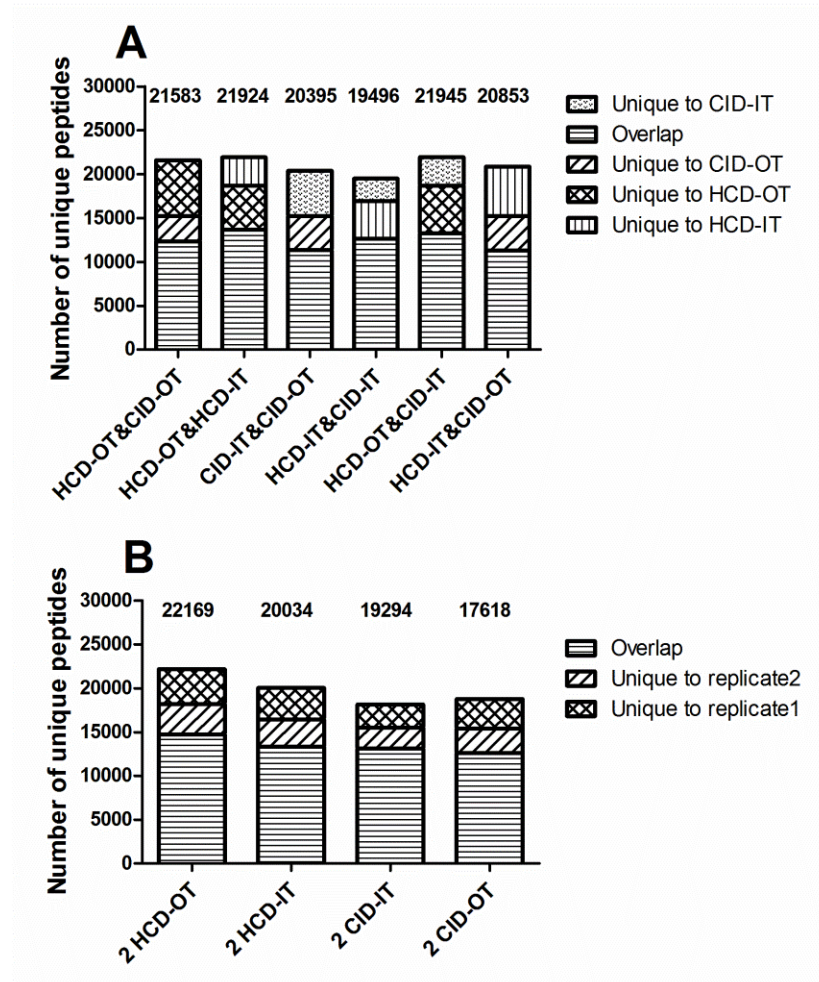 A
Number of unique peptides
30000
25000
20000
15000
10000
5000
0
21583 21924 20395 19496 21945 20853
HCD-OT&CID-OT
HCD-OT&HCD-IT
CID-IT&CID-OT
HCD-IT&CID-IT
HCD-OT&CID-IT
HCD-IT&CID-OT
Unique to CID-IT
Overlap
Unique to CID-OT
Unique to HCD-OT
Unique to HCD-IT
B
Number of unique peptides
30000
25000
20000
15000
10000
5000
0
22169 20034 19294 17618
2 HCD-OT
2 HCD-IT
2 CID-IT
2 CID-OT
Overlap
Unique to replicate2
Unique to replicate1